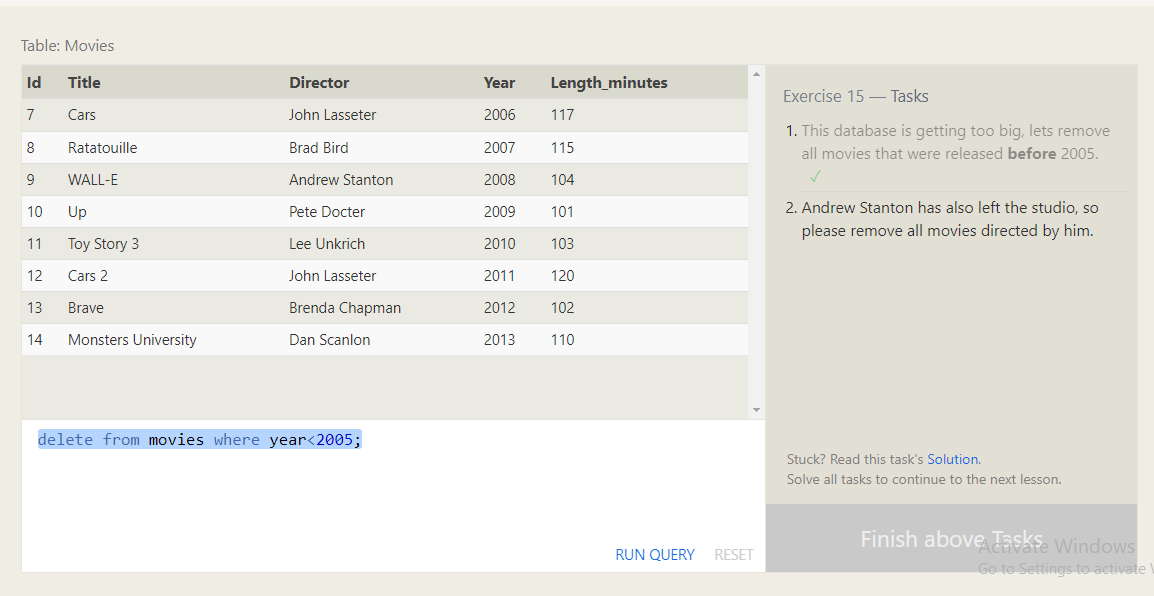 Table: Movies
Id Title Director Year Length_minutes
7 Cars John Lasseter 2006 117
8 Ratatouille Brad Bird 2007 115
9 WALL-E Andrew Stanton 2008 104
10 Up Pete Docter 2009 101
11 Toy Story 3 Lee Unkrich 2010 103
12 Cars 2 John Lasseter 2011 120
13 Brave Brenda Chapman 2012 102
14 Monsters University Dan Scanlon 2013 110
delete from movies where year<2005;
RUN QUERY RESET
Exercise 15 — Tasks
1. This database is getting too big, lets remove
all movies that were released before 2005.
✓
2. Andrew Stanton has also left the studio, so
please remove all movies directed by him.
Stuck? Read this task's Solution.
Solve all tasks to continue to the next lesson.
Finish above Tasks
Activate Windows
Go to Settings to activate W